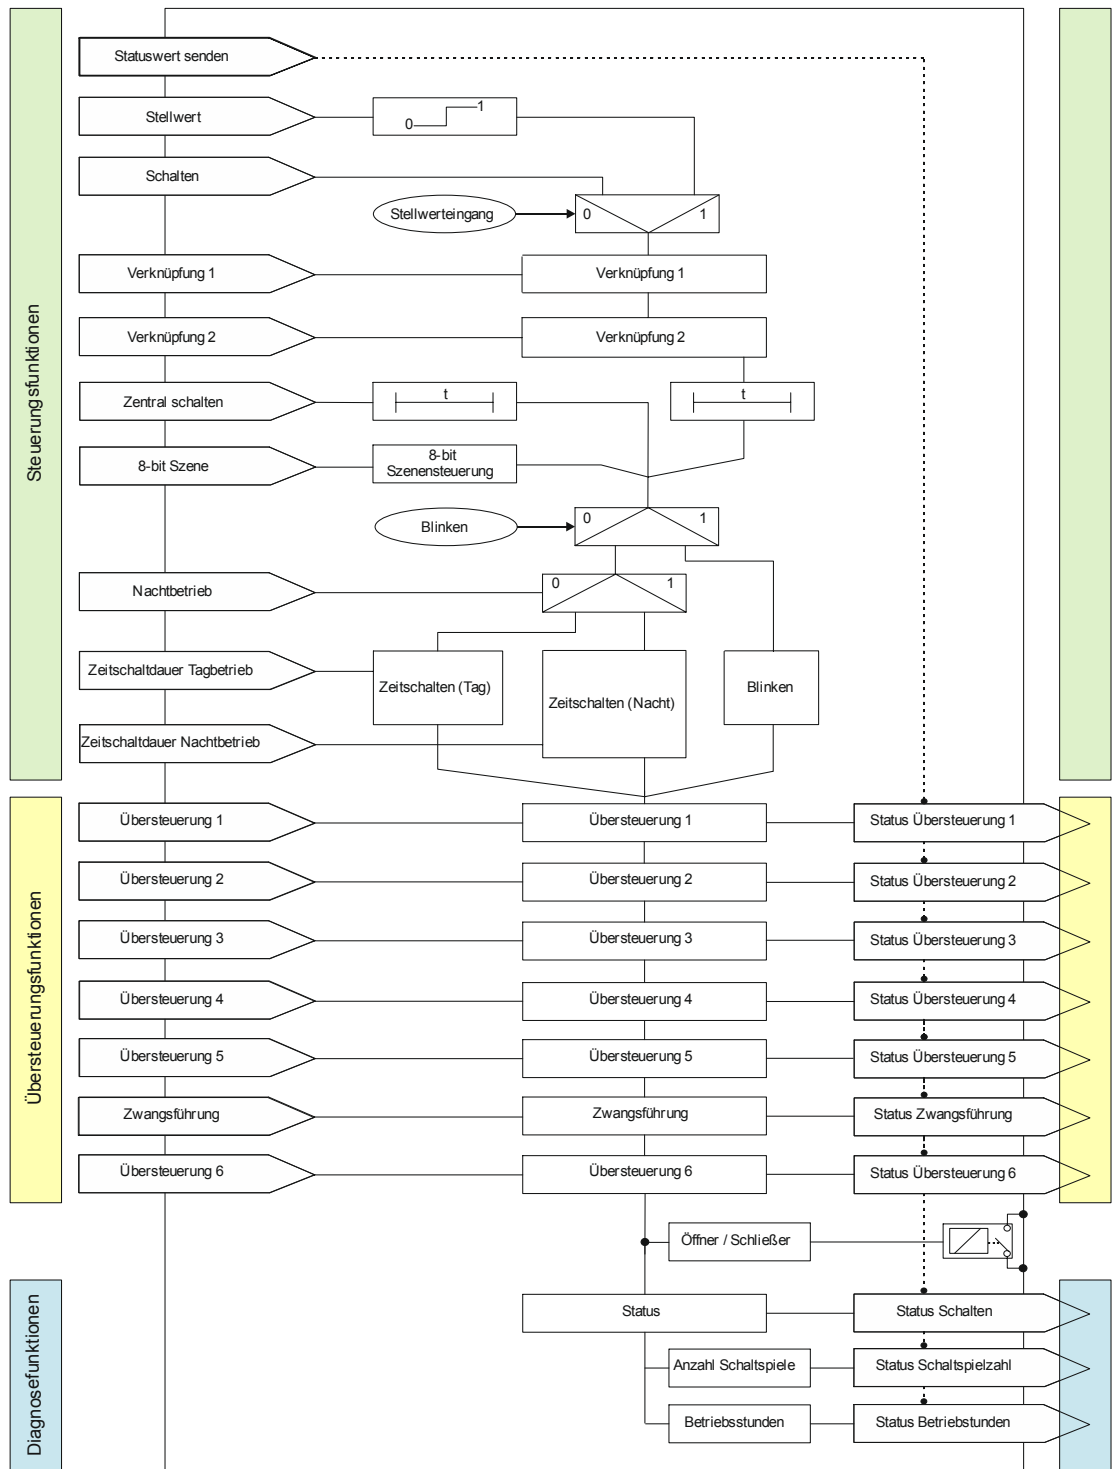 Steuerungsfunktionen
Statuswert senden
Stellwert
0
1
Schalten
Stellwerteingang
0
1
Verknüpfung 1
Verknüpfung 1
Verknüpfung 2
Verknüpfung 2
Zentral schalten
t
t
8-bit Szene
8-bit
Szenensteuerung
Blinken
0
1
Nachtbetrieb
0
1
Zeitschaltdauer Tagbetrieb
Zeitschalten (Tag)
Zeitschalten (Nacht)
Blinken
Zeitschaltdauer Nachtbetrieb
Übersteuerungsfunktionen
Übersteuerung 1
Übersteuerung 1
Status Übersteuerung 1
Übersteuerung 2
Übersteuerung 2
Status Übersteuerung 2
Übersteuerung 3
Übersteuerung 3
Status Übersteuerung 3
Übersteuerung 4
Übersteuerung 4
Status Übersteuerung 4
Übersteuerung 5
Übersteuerung 5
Status Übersteuerung 5
Zwangsführung
Zwangsführung
Status Zwangsführung
Übersteuerung 6
Übersteuerung 6
Status Übersteuerung 6
Öffner / Schließer
Diagnosefunktionen
Status
Status Schalten
Anzahl Schaltspiele
Status Schaltspielzahl
Betriebsstunden
Status Betriebstunden